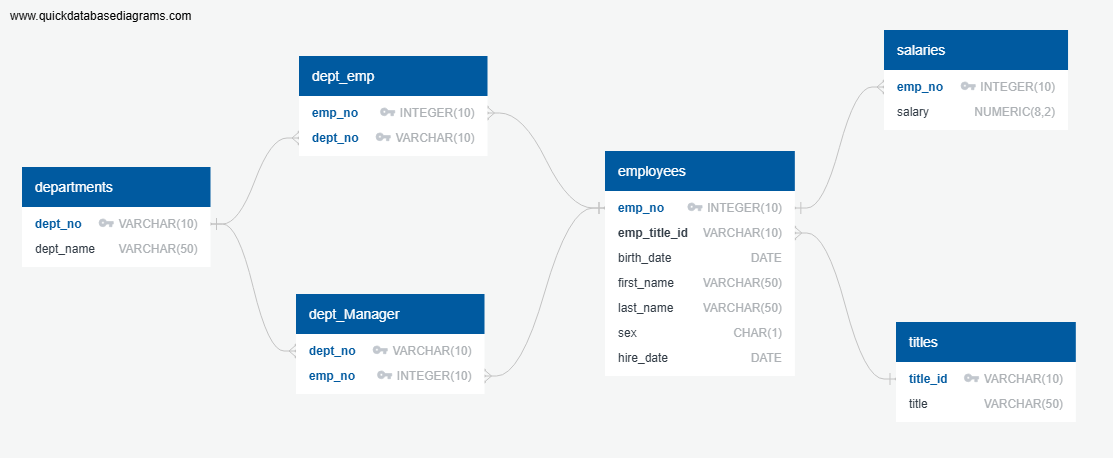 www.quickdatabasediagrams.com
departments
dept_no VARCHAR(10)
dept_name VARCHAR(50)
dept_emp
emp_no INTEGER(10)
dept_no VARCHAR(10)
dept_Manager
dept_no VARCHAR(10)
emp_no INTEGER(10)
employees
emp_no INTEGER(10)
emp_title_id VARCHAR(10)
birth_date DATE
first_name VARCHAR(50)
last_name VARCHAR(50)
sex CHAR(1)
hire_date DATE
salaries
emp_no INTEGER(10)
salary NUMERIC(8,2)
titles
title_id VARCHAR(10)
title VARCHAR(50)